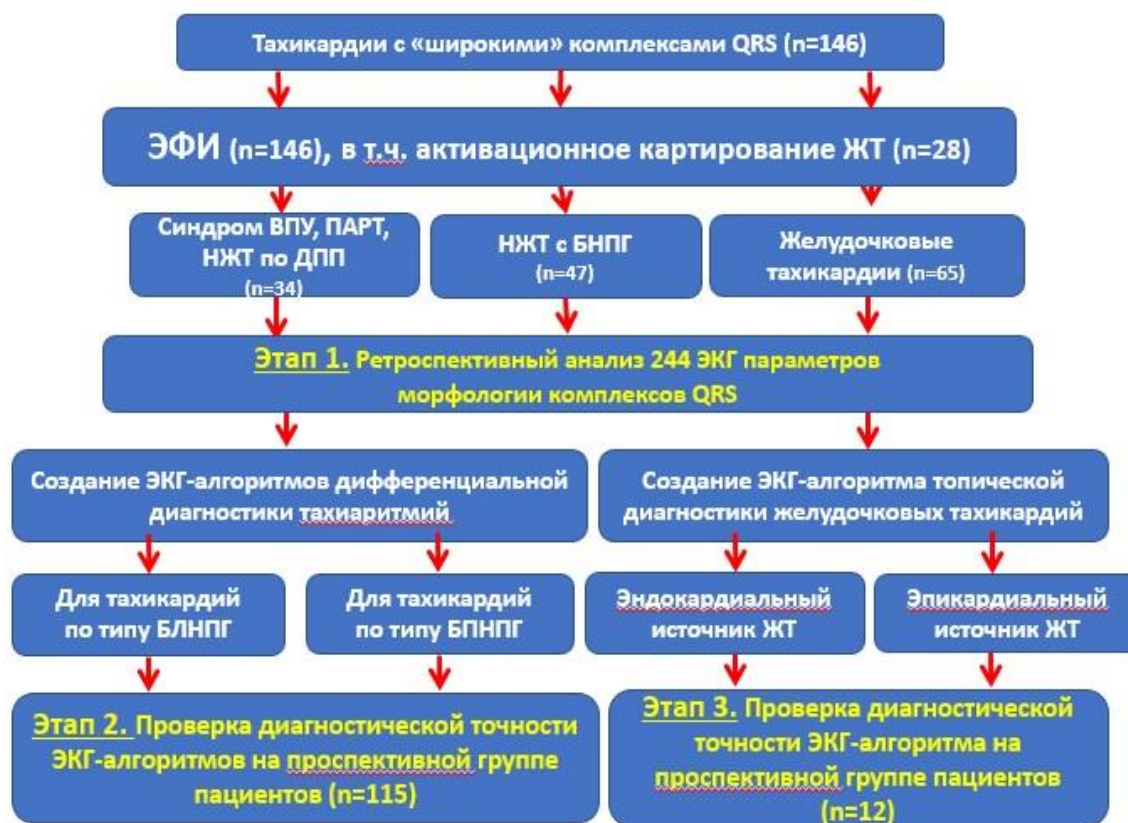 Тахикардии с «широкими» комплексами QRS (n=146)
ЭФИ (n=146), в т.ч. активационное картирование ЖТ (n=28)
Синдром ВПУ, ПАРТ,
НЖТ по ДПП
(n=34)
НЖТ с БНПГ
(n=47)
Желудочковые
тахикардии (n=65)
Этап 1. Ретроспективный анализ 244 ЭКГ параметров
морфологии комплексов QRS
Создание ЭКГ-алгоритмов дифференциальной
диагностики тахиаритмий
Создание ЭКГ-алгоритма топической
диагностики желудочковых тахикардий
Для тахикардий
по типу БЛНПГ
Для тахикардий
по типу БПНПГ
Эндокардиальный
источник ЖТ
Эпикардиальный
источник ЖТ
Этап 2. Проверка диагностической точности
ЭКГ-алгоритмов на проспективной группе
пациентов (n=115)
Этап 3. Проверка диагностической
точности ЭКГ-алгоритма на
проспективной группе пациентов
(n=12)